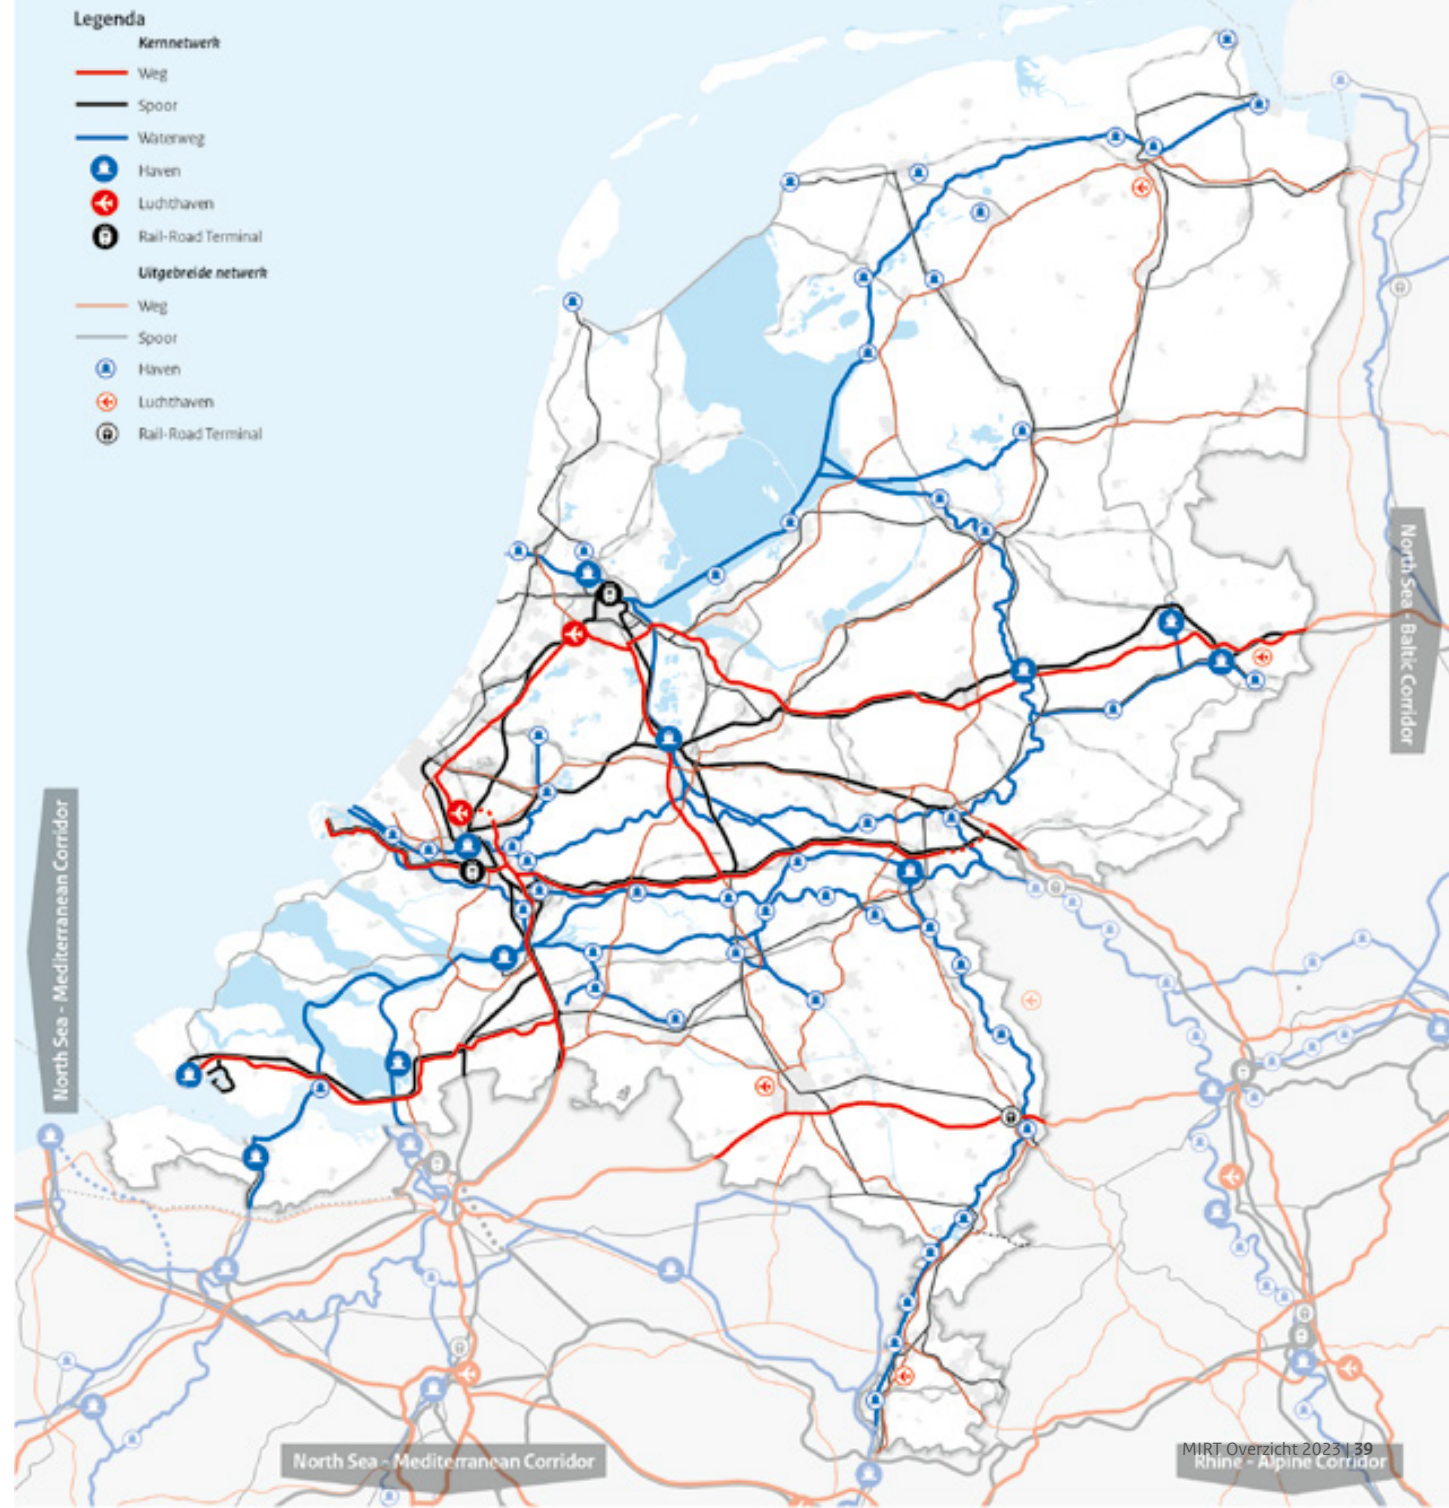 Legenda
Kernnetwerk
Weg
Spoor
Waterweg
Haven
Luchthaven
Rail-Road Terminal
Uitgebreide netwerk
Weg
Spoor
Haven
Luchthaven
Rail-Road Terminal
North Sea - Baltic Corridor
North Sea - Mediterranean Corridor
North Sea - Mediterranean Corridor
MIRT Overzicht 2023 | 39
Rhine - Alpine Corridor